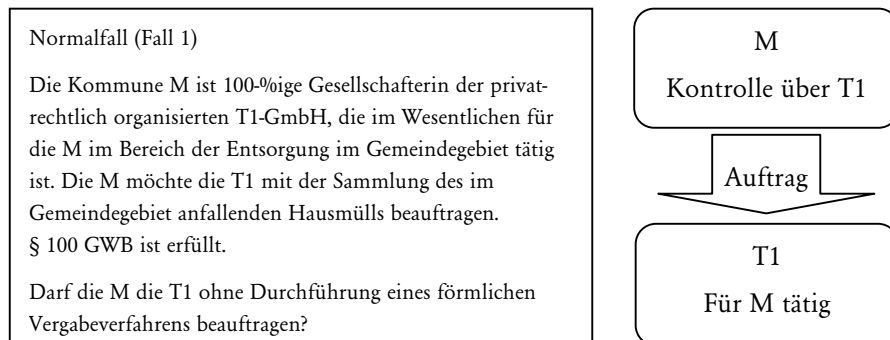 Normalfall (Fall 1)
Die Kommune M ist 100-%ige Gesellschafterin der privat-
rechtlich organisierten T1-GmbH, die im Wesentlichen für
die M im Bereich der Entsorgung im Gemeindegebiet tätig
ist. Die M möchte die T1 mit der Sammlung des im
Gemeindegebiet anfallenden Hausmülls beauftragen.
§ 100 GWB ist erfüllt.
Darf die M die T1 ohne Durchführung eines förmlichen
Vergabeverfahrens beauftragen?
M
Kontrolle über T1
Auftrag
T1
Für M tätig